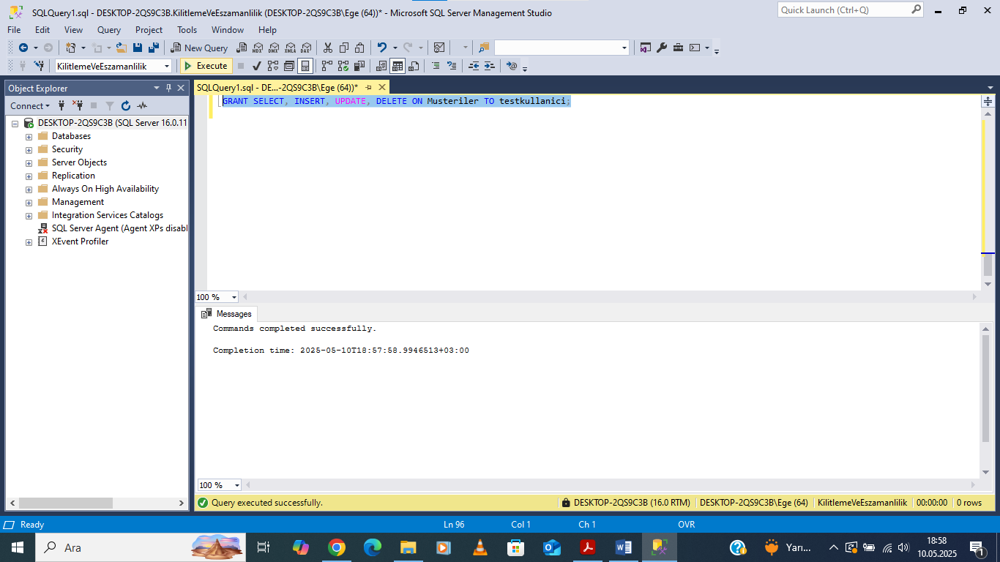 SQLQuery1.sql - DESKTOP-2QS9C3B.KilitlemeVeEszamanlilik (DESKTOP-2QS9C3B\Ege (64))* - Microsoft SQL Server Management Studio
Quick Launch (Ctrl+Q)
File Edit View Query Project Tools Window Help
New Query MDX DMX XMLA DAX
KilitlemeVeEszamanlilik Execute
Object Explorer
SQLQuery1.sql - DE...-2QS9C3B\Ege (64))*
Connect
GRANT SELECT, INSERT, UPDATE, DELETE ON Musteriler TO testkullanici;
DESKTOP-2QS9C3B (SQL Server 16.0.11
Databases
Security
Server Objects
Replication
Always On High Availability
Management
Integration Services Catalogs
SQL Server Agent (Agent XPs disabl
XEvent Profiler
100 %
Messages
Commands completed successfully.
Completion time: 2025-05-10T18:57:58.9946513+03:00
100 %
Query executed successfully. DESKTOP-2QS9C3B (16.0 RTM) DESKTOP-2QS9C3B\Ege (64) KilitlemeVeEszamanlilik 00:00:00 0 rows
Ready Ln 96 Col 1 Ch 1 OVR
Ara
Yarı...
18:58
10.05.2025
1